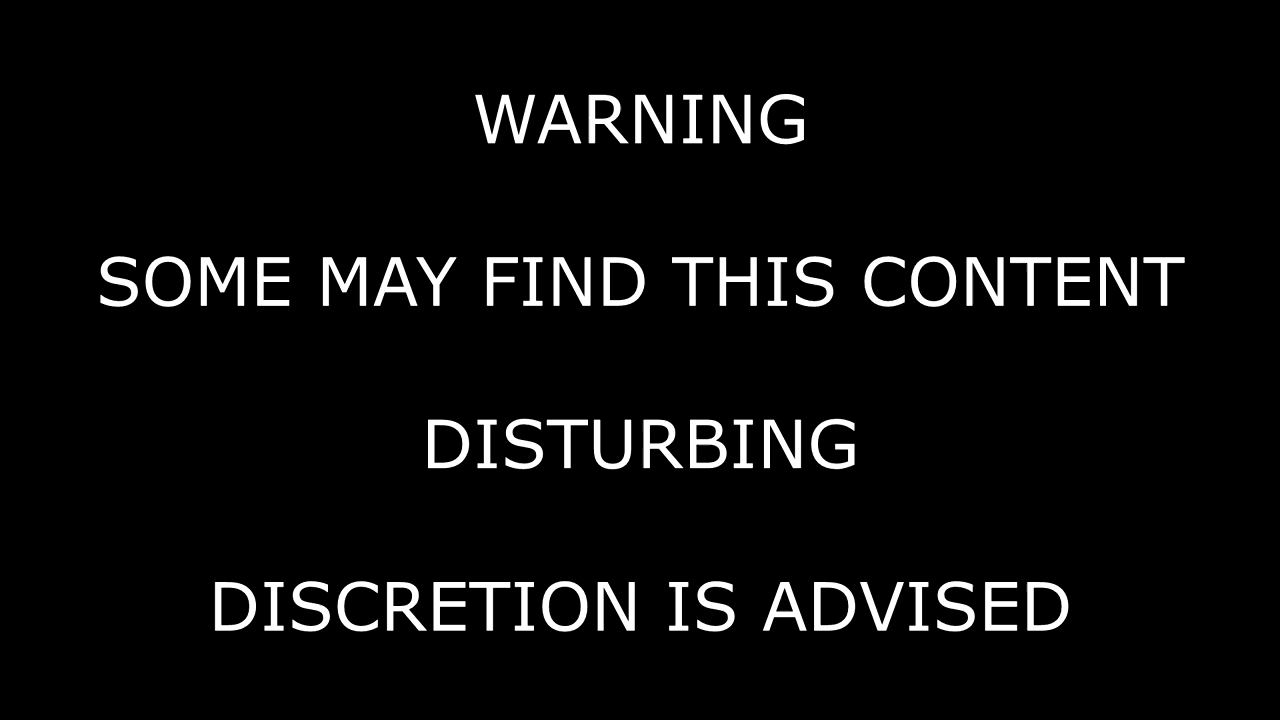 WARNING
SOME MAY FIND THIS CONTENT
DISTURBING
DISCRETION IS ADVISED